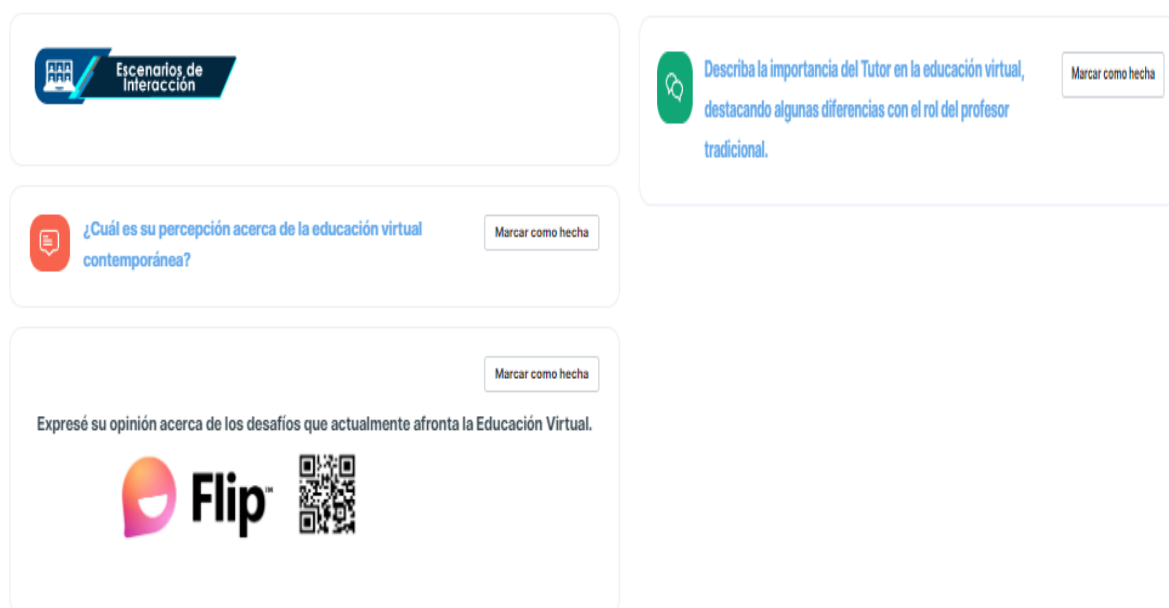 Escenarios de
Interacción
¿Cuál es su percepción acerca de la educación virtual
contemporánea?
Marcar como hecha
Marcar como hecha
Expresé su opinión acerca de los desafíos que actualmente afronta la Educación Virtual.
Flip™
Describa la importancia del Tutor en la educación virtual,
destacando algunas diferencias con el rol del profesor
tradicional.
Marcar como hecha